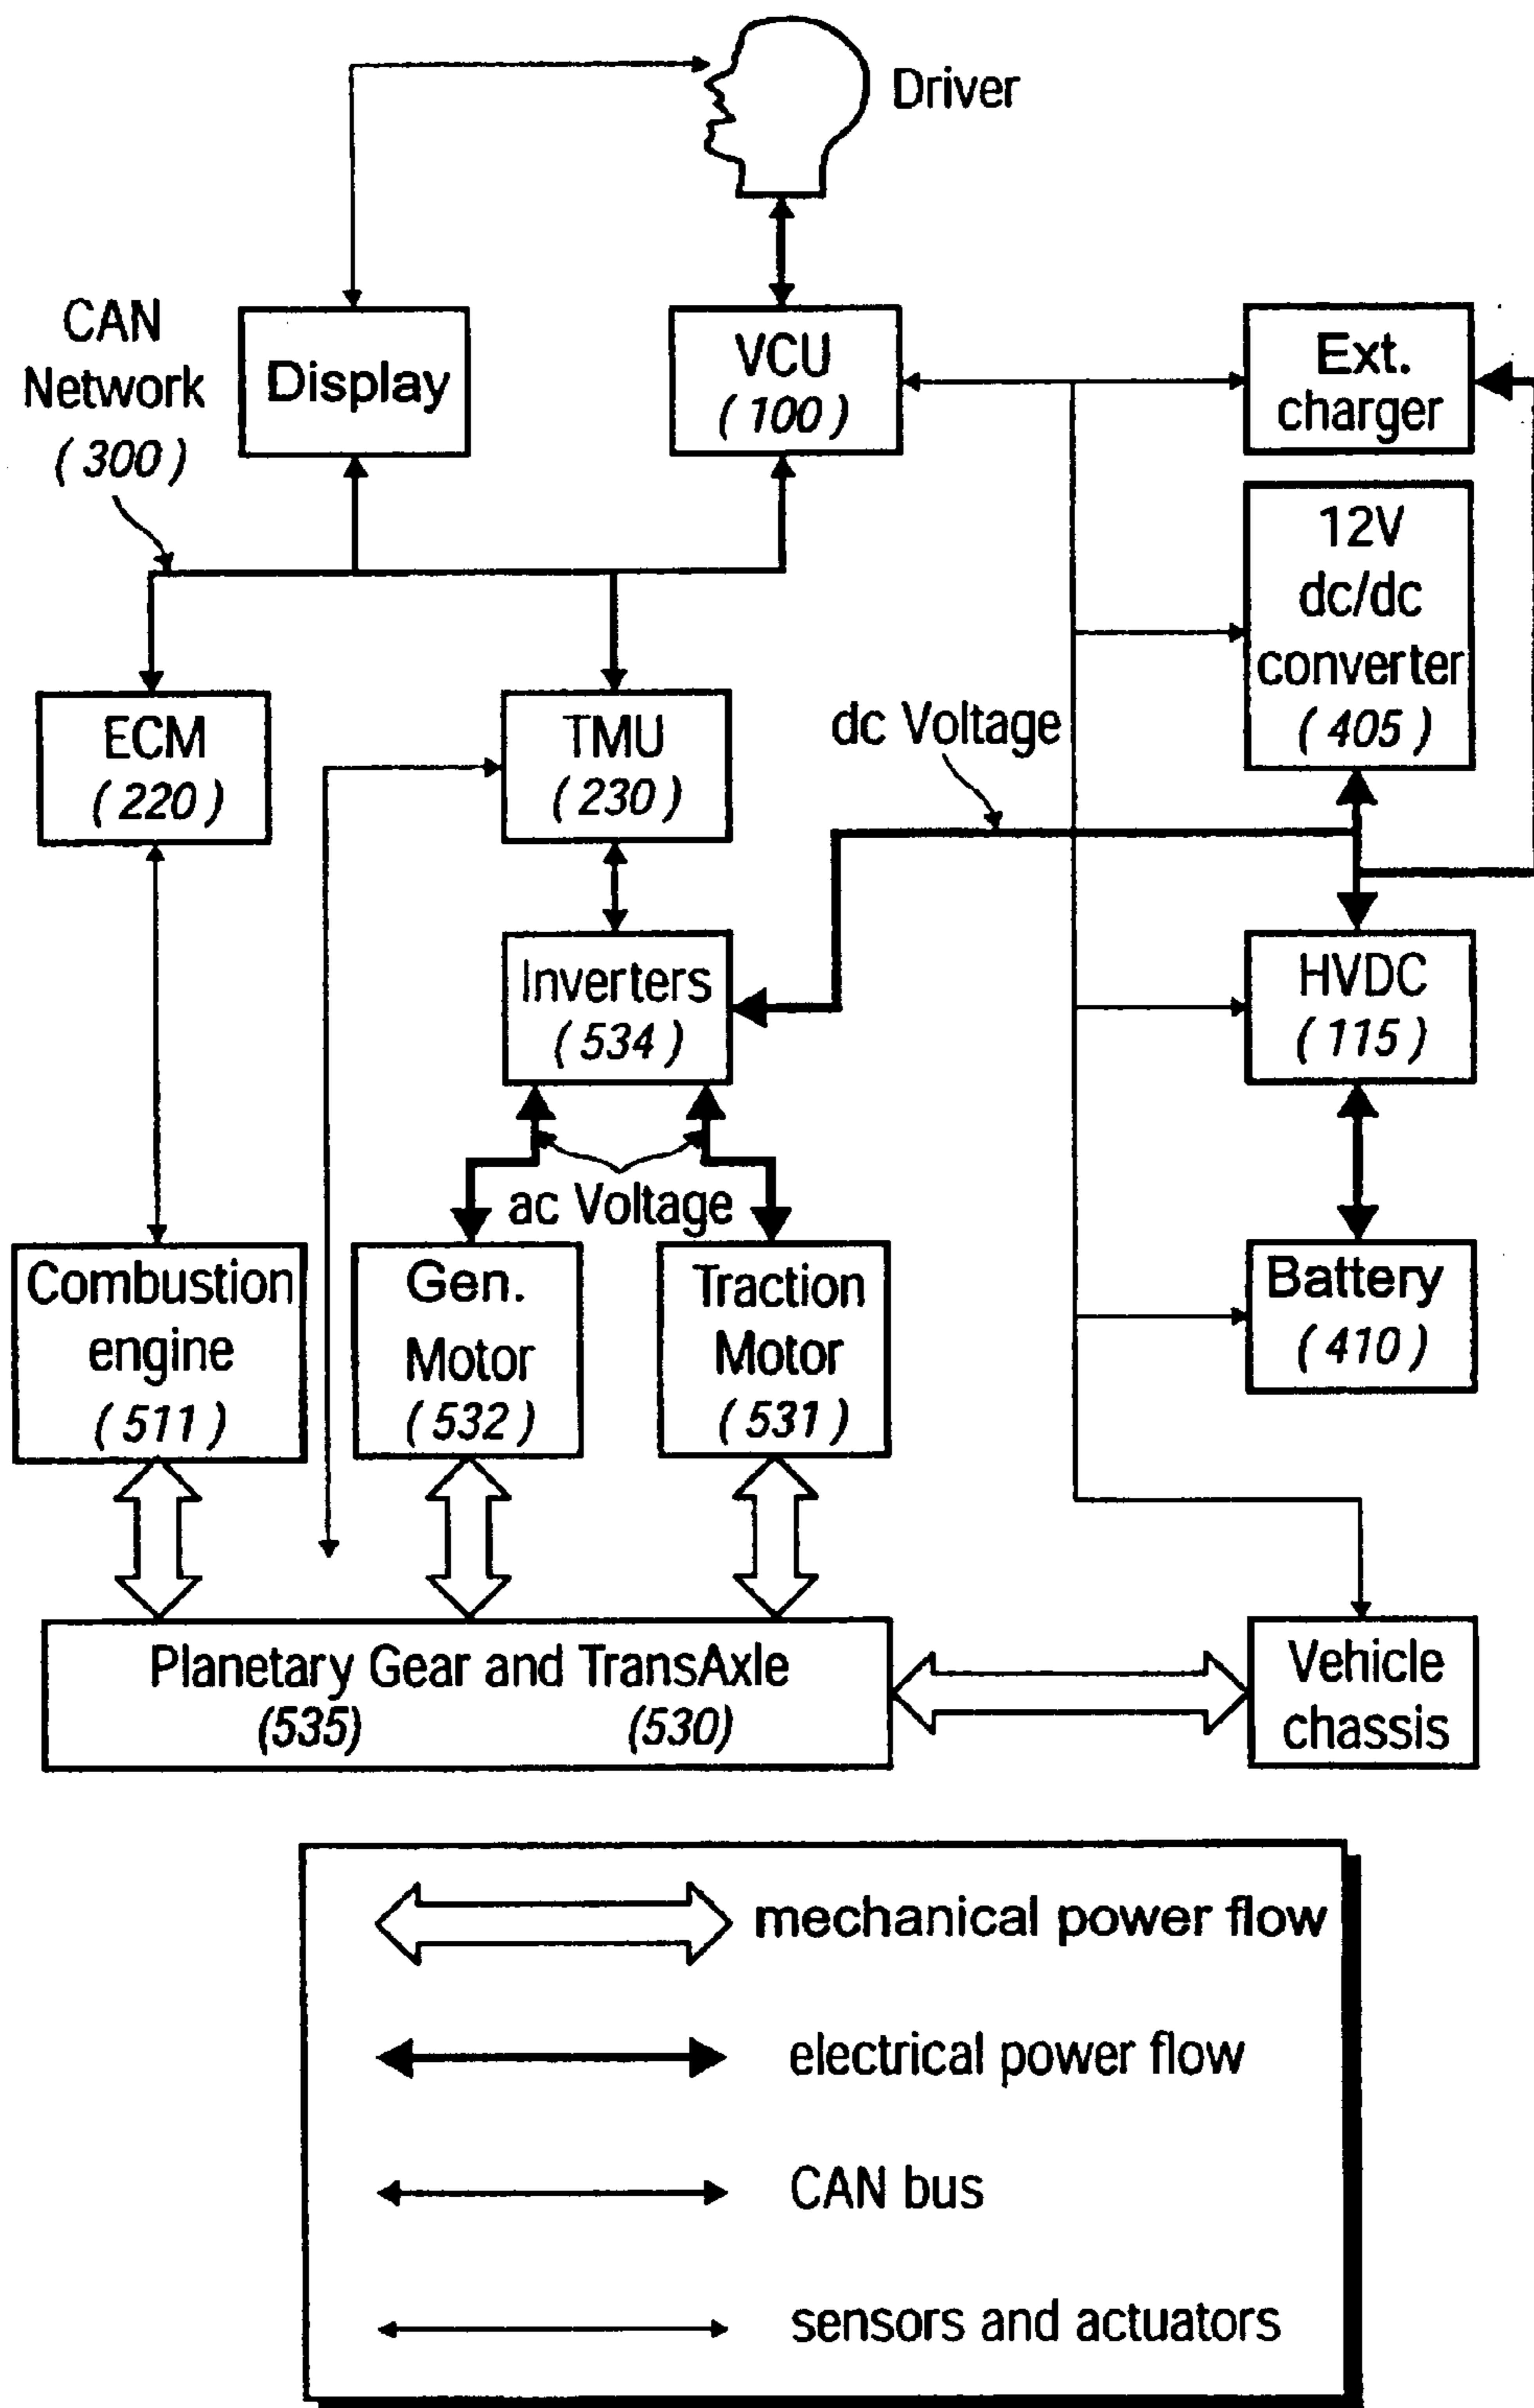 Driver
CAN
Network
( 300 )
Display
VCU
( 100 )
Ext.
charger
12V
dc/dc
converter
( 405 )
ECM
( 220 )
TMU
( 230 )
dc Voltage
Inverters
( 534 )
HVDC
( 115 )
ac Voltage
Combustion
engine
( 511 )
Gen.
Motor
( 532 )
Traction
Motor
( 531 )
Battery
( 410 )
Planetary Gear and TransAxle
(535) (530)
Vehicle
chassis
mechanical power flow
electrical power flow
CAN bus
sensors and actuators